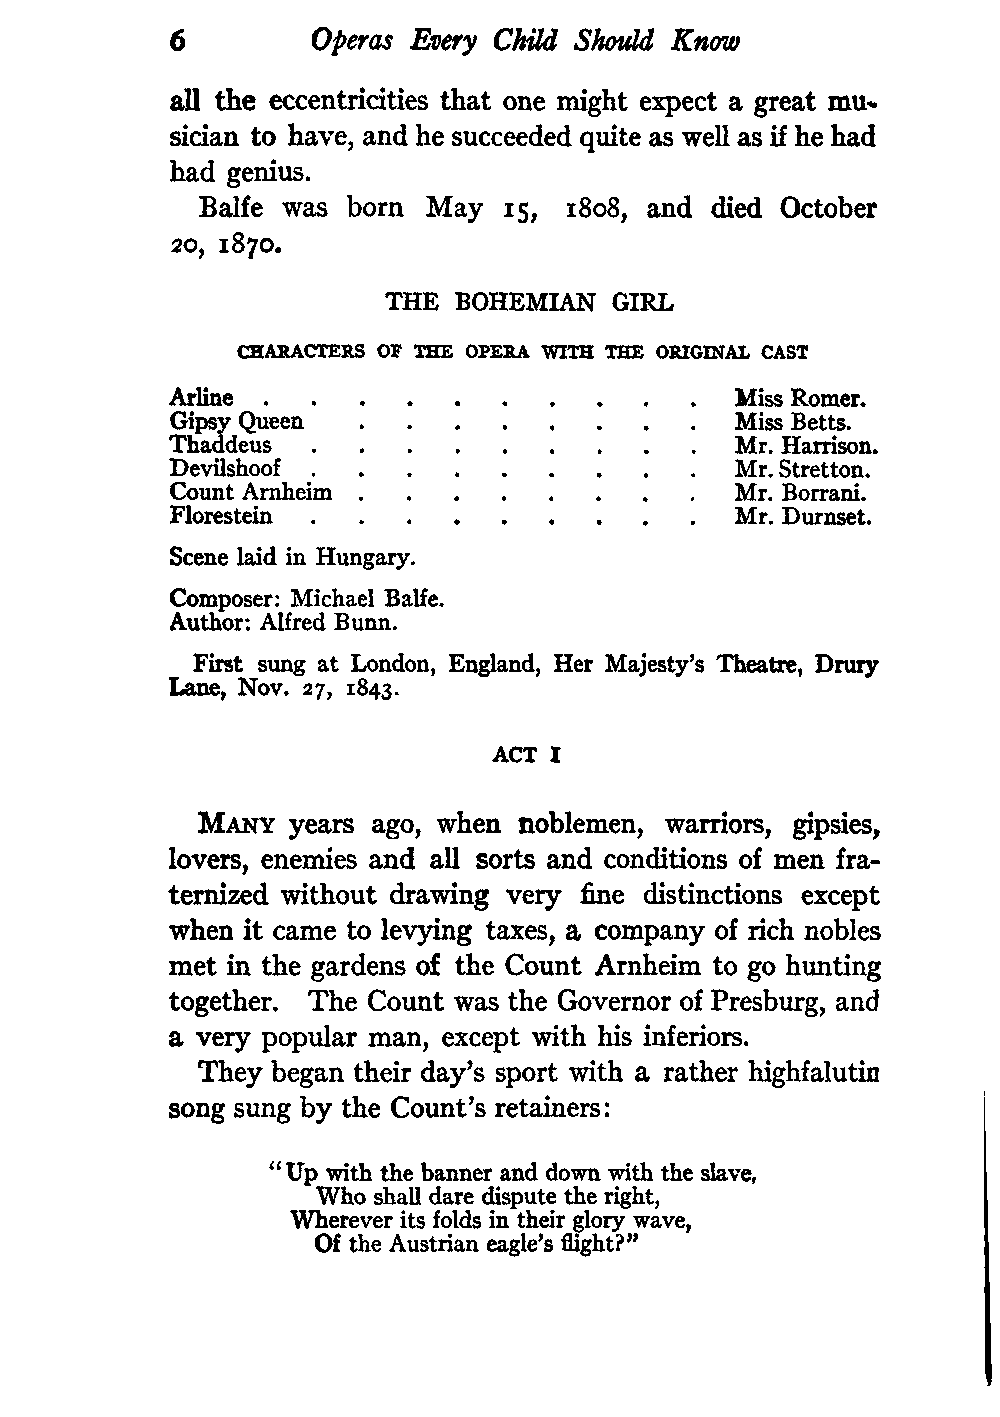 6 Operas Every Child Should Know
all the eccentricities that one might expect a great mu-
sician to have, and he succeeded quite as well as if he had
had genius.
Balfe was born May 15, 1808, and died October
20, 1870.
THE BOHEMIAN GIRL
CHARACTERS OF THE OPERA WITH THE ORIGINAL CAST
Arline . . . . . . . . . . Miss Romer.
Gipsy Queen . . . . . . . . Miss Betts.
Thaddeus . . . . . . . . . Mr. Harrison.
Devilshoof . . . . . . . . . Mr. Stretton.
Count Arnheim . . . . . . . . Mr. Borrani.
Florestein . . . . . . . . . Mr. Durnset.
Scene laid in Hungary.
Composer: Michael Balfe.
Author: Alfred Bunn.
First sung at London, England, Her Majesty's Theatre, Drury
Lane, Nov. 27, 1843.
ACT I
MANY years ago, when noblemen, warriors, gipsies,
lovers, enemies and all sorts and conditions of men fra-
ternized without drawing very fine distinctions except
when it came to levying taxes, a company of rich nobles
met in the gardens of the Count Arnheim to go hunting
together. The Count was the Governor of Presburg, and
a very popular man, except with his inferiors.
They began their day's sport with a rather highfalutin
song sung by the Count's retainers:
"Up with the banner and down with the slave,
Who shall dare dispute the right,
Wherever its folds in their glory wave,
Of the Austrian eagle's flight?"